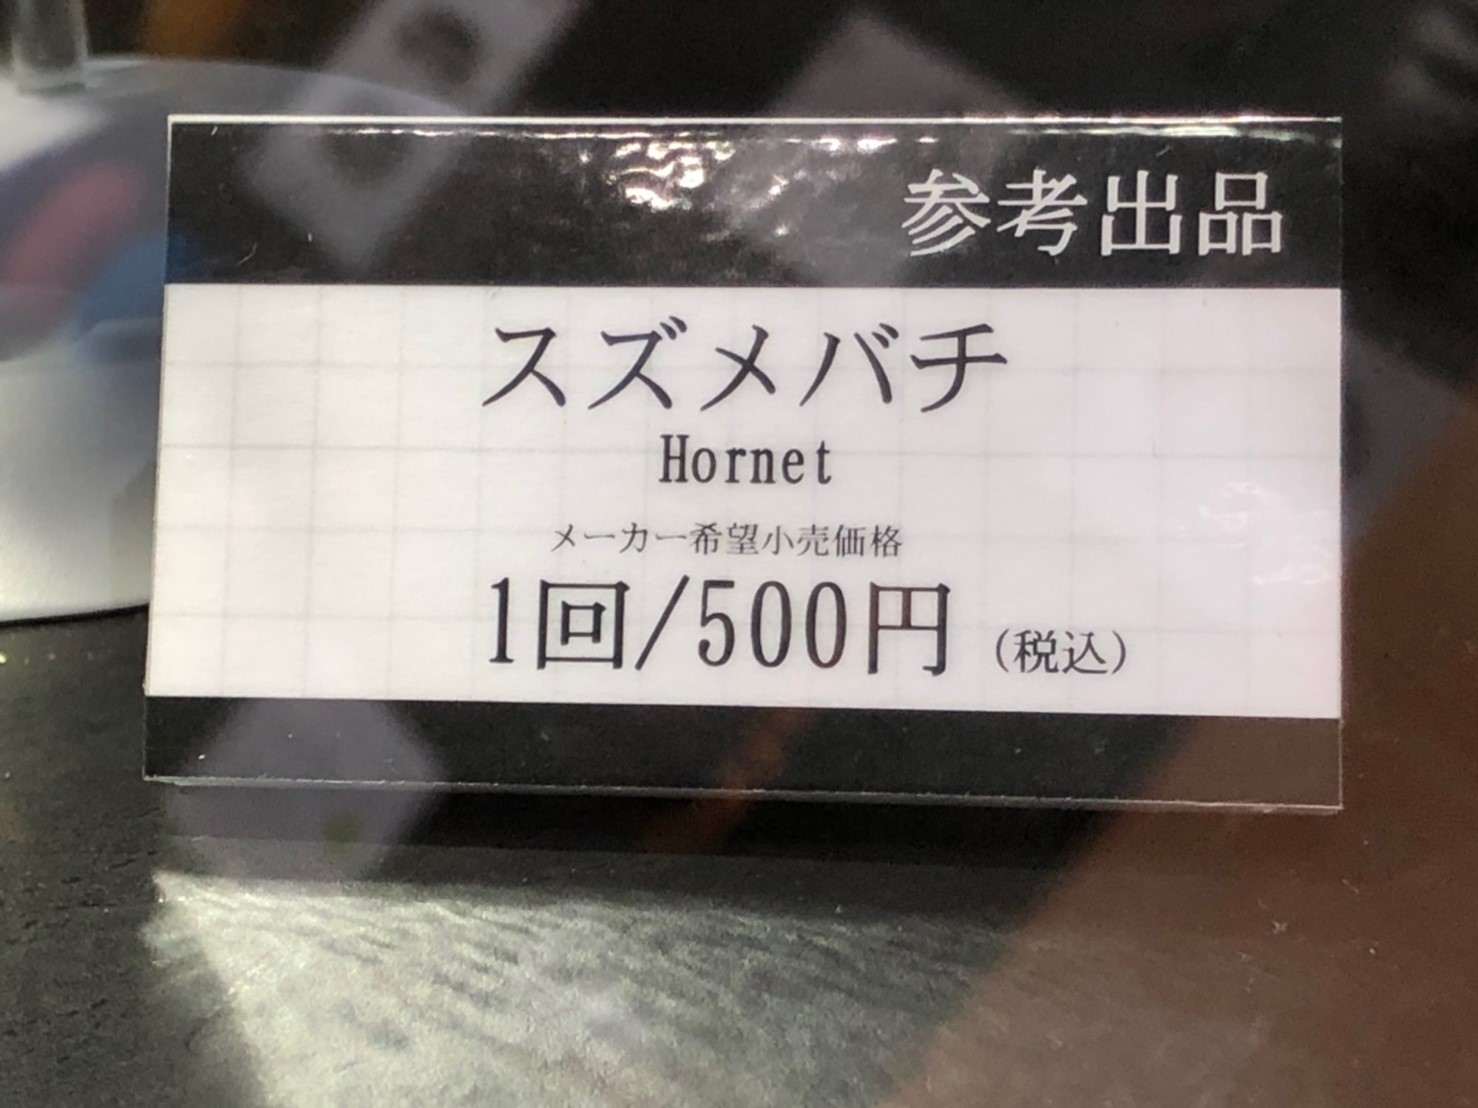 参考出品
スズメバチ
Hornet
メーカー希望小売価格
1回/500円（税込）